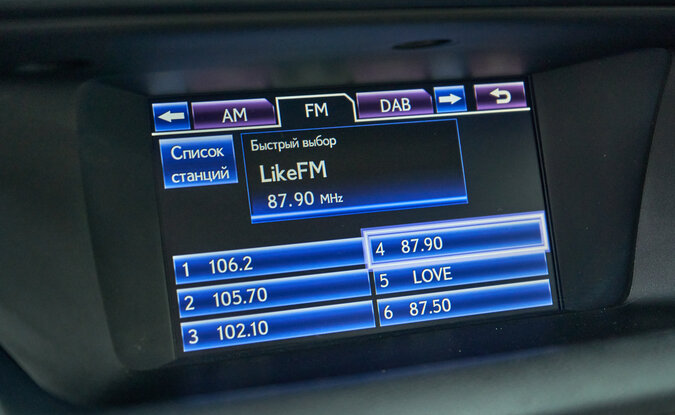 AM FM DAB
Список
станций
Быстрый выбор
LikeFM
87.90 MHz
1 106.2
2 105.70
3 102.10
4 87.90
5 LOVE
6 87.50